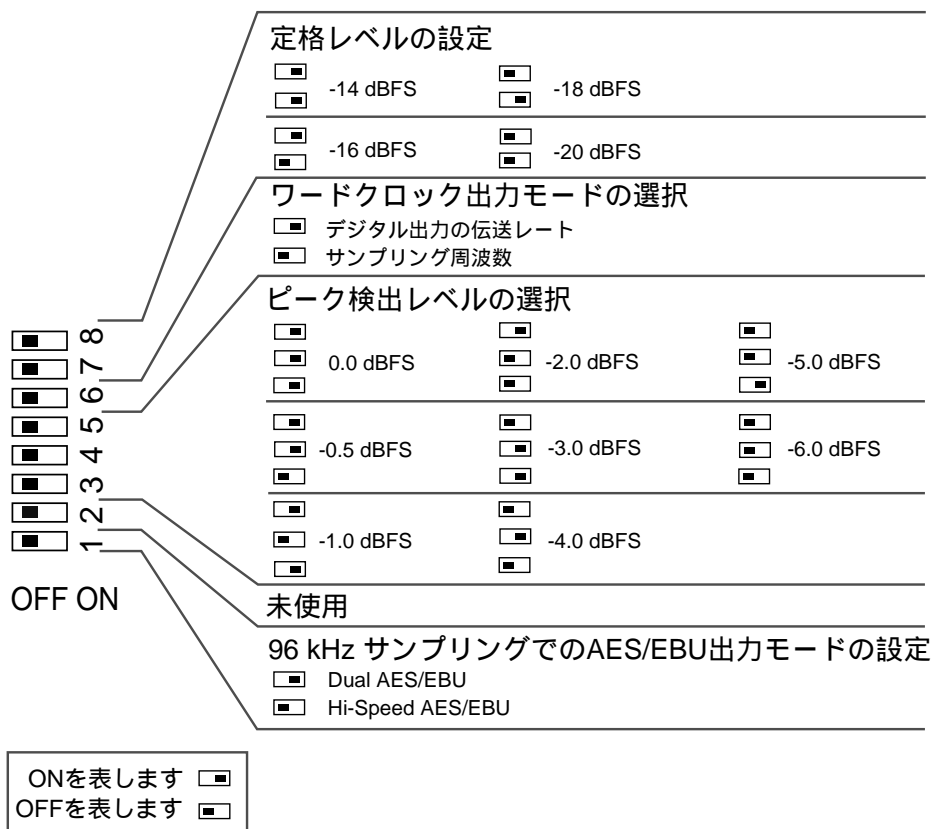 定格レベルの設定
-14 dBFS
-18 dBFS
-16 dBFS
-20 dBFS
ワードクロック出力モードの選択
デジタル出力の伝送レート
サンプリング周波数
ピーク検出レベルの選択
0.0 dBFS
-2.0 dBFS
-5.0 dBFS
-0.5 dBFS
-3.0 dBFS
-6.0 dBFS
-1.0 dBFS
-4.0 dBFS
未使用
96 kHz サンプリングでのAES/EBU出力モードの設定
Dual AES/EBU
Hi-Speed AES/EBU
8
7
6
5
4
3
2
1
OFF ON
ONを表します
OFFを表します